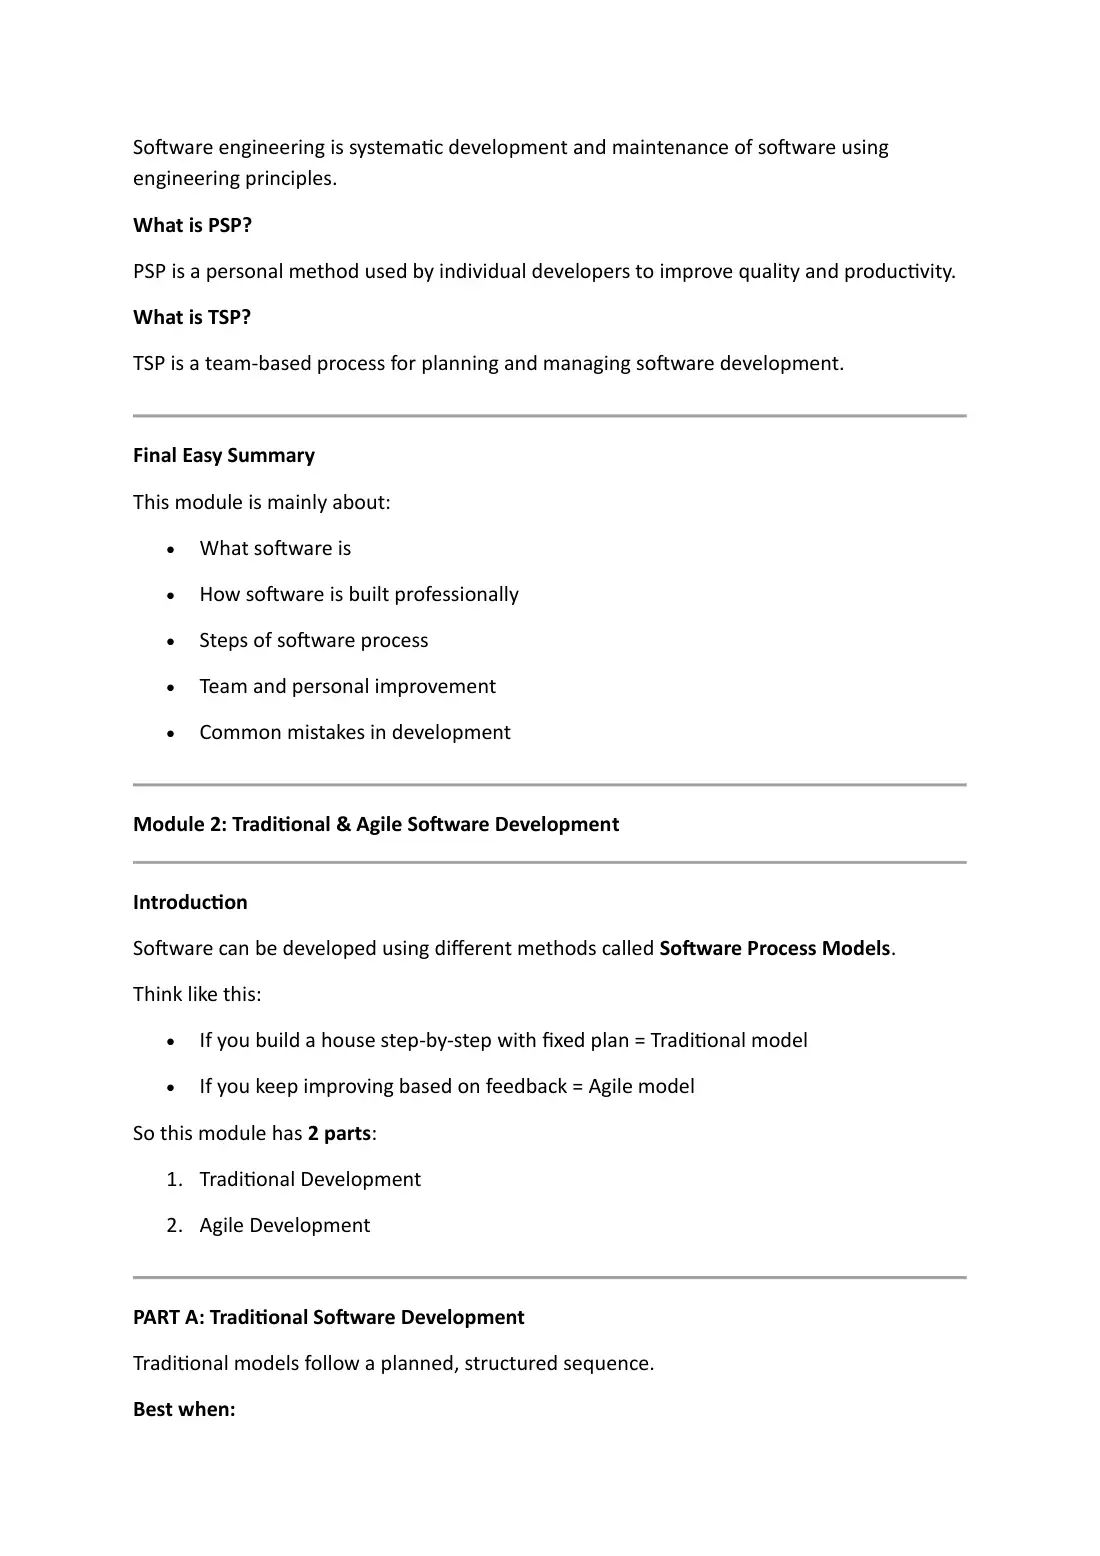 Software engineering is systematic development and maintenance of software using
engineering principles.
What is PSP?
PSP is a personal method used by individual developers to improve quality and productivity.
What is TSP?
TSP is a team-based process for planning and managing software development.
Final Easy Summary
This module is mainly about:
• What software is
• How software is built professionally
• Steps of software process
• Team and personal improvement
• Common mistakes in development
Module 2: Traditional & Agile Software Development
Introduction
Software can be developed using different methods called Software Process Models.
Think like this:
• If you build a house step-by-step with fixed plan = Traditional model
• If you keep improving based on feedback = Agile model
So this module has 2 parts:
1. Traditional Development
2. Agile Development
PART A: Traditional Software Development
Traditional models follow a planned, structured sequence.
Best when: